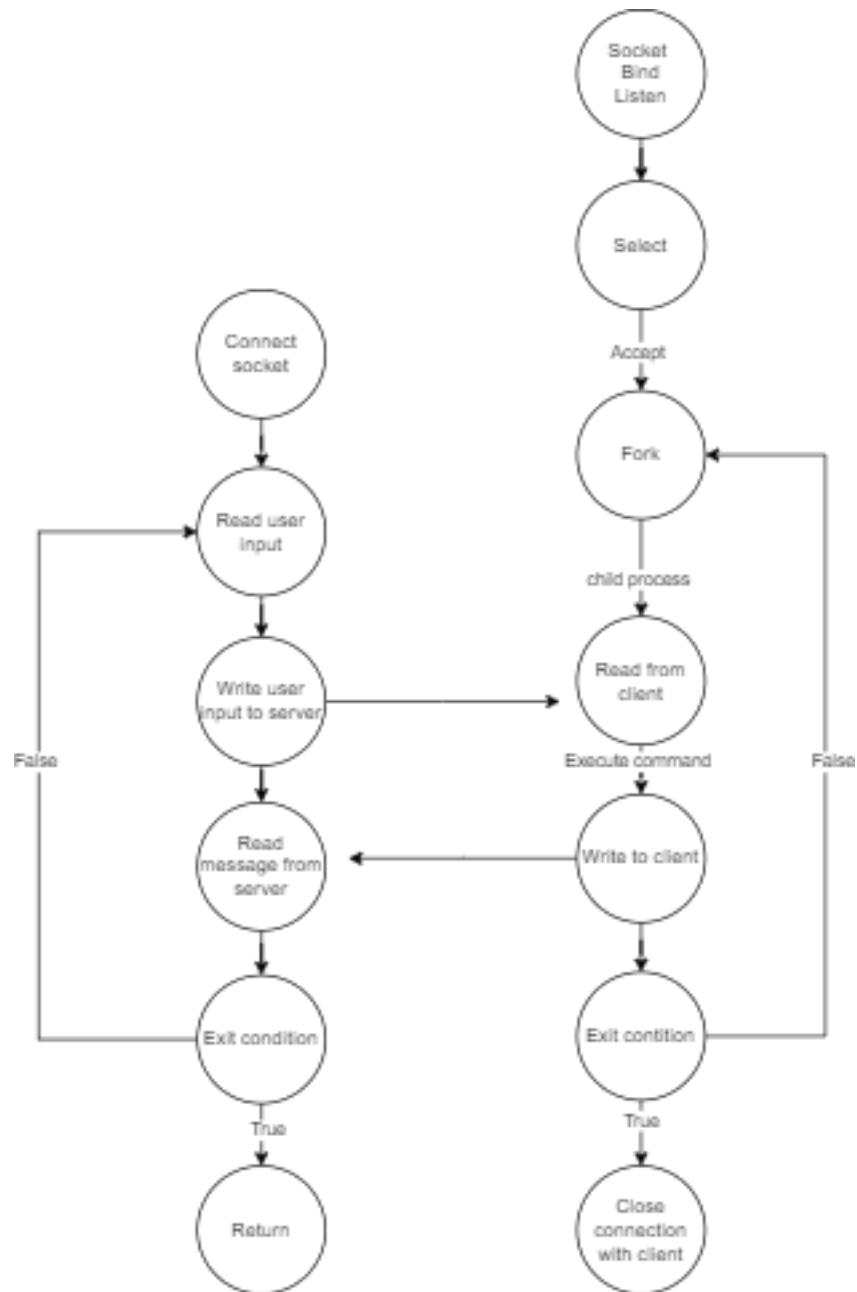 Socket
Bind
Listen
Select
Accept
Fork
child process
Read from
client
Execute command
Write to client
False
Exit contition
True
Close
connection
with client
Connect
socket
Read user
input
Write user
input to server
False
Read
message from
server
Exit condition
True
Return